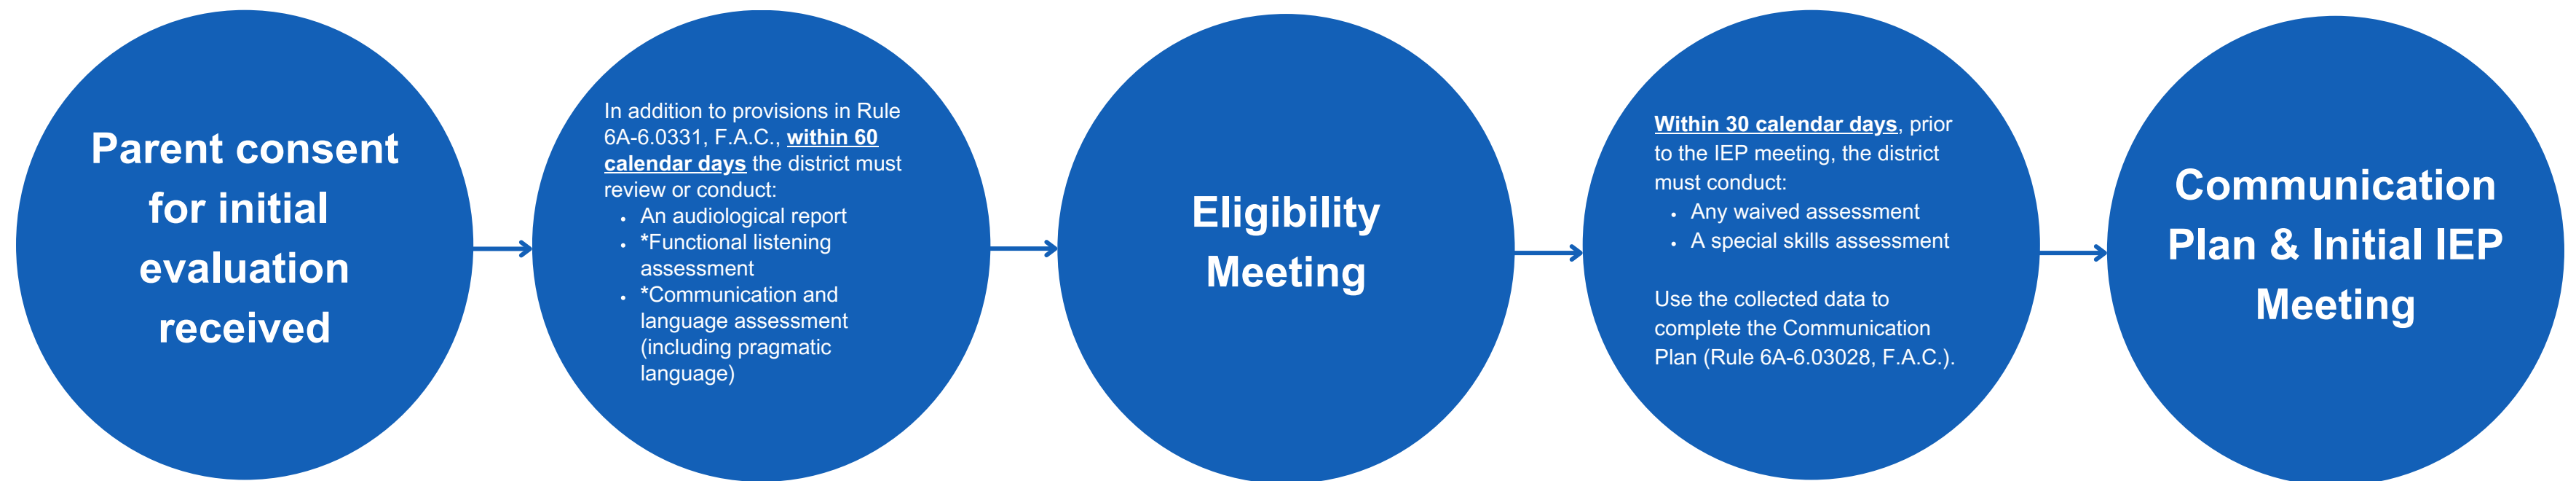 Parent consent
for initial
evaluation
received
In addition to provisions in Rule
6A-6.0331, F.A.C., within 60
calendar days the district must
review or conduct:
• An audiological report
• *Functional listening
assessment
• *Communication and
language assessment
(including pragmatic
language)
Eligibility
Meeting
Within 30 calendar days, prior
to the IEP meeting, the district
must conduct:
• Any waived assessment
• A special skills assessment
Use the collected data to
complete the Communication
Plan (Rule 6A-6.03028, F.A.C.).
Communication
Plan & Initial IEP
Meeting